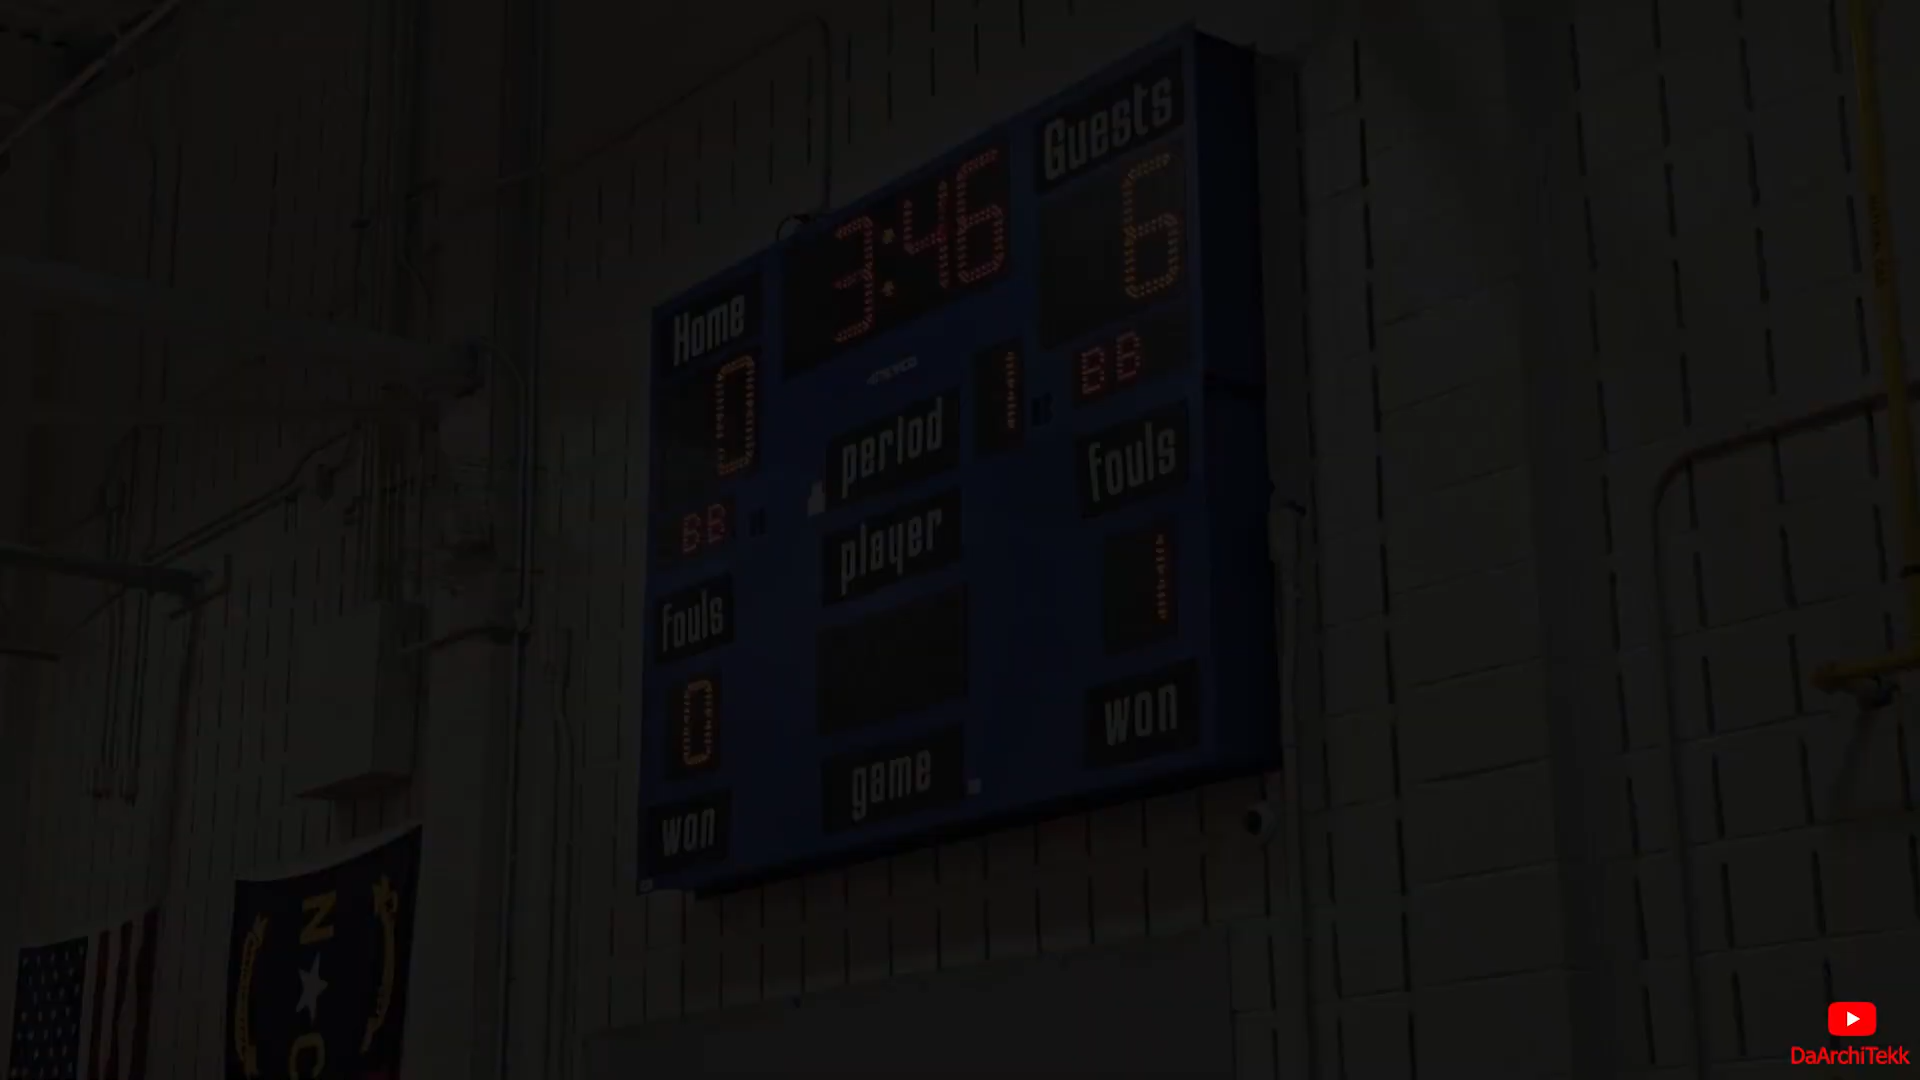 Guests
3:46
6
Home
0
1
BB
period
fouls
BB
player
1
fouls
0
won
game
won
N
C
DaArchiTekk